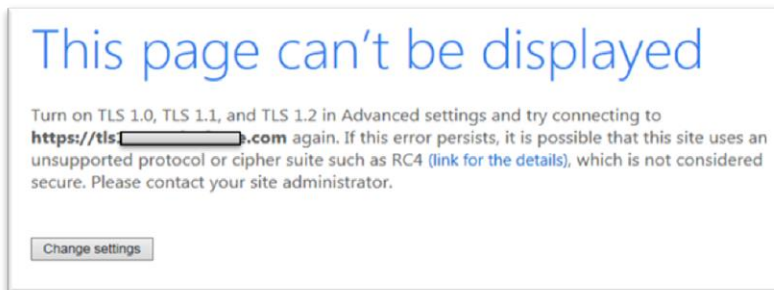 This page can't be displayed
Turn on TLS 1.0, TLS 1.1, and TLS 1.2 in Advanced settings and try connecting to
https://tls .com again. If this error persists, it is possible that this site uses an
unsupported protocol or cipher suite such as RC4 (link for the details), which is not considered
secure. Please contact your site administrator.
Change settings